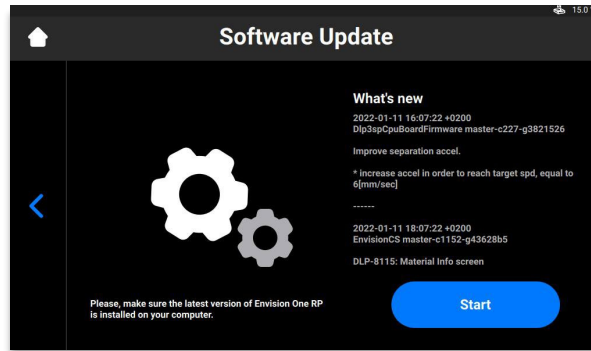 15.0
Software Update
What's new
2022-01-11 16:07:22 +0200
Dlp3spCpuBoardFirmware master-c227-g3821526
Improve separation accel.
* increase accel in order to reach target spd, equal to
6[mm/sec]
------
2022-01-11 18:07:22 +0200
EnvisionCS master-c1152-g43628b5
DLP-8115: Material Info screen
Please, make sure the latest version of Envision One RP
is installed on your computer.
Start